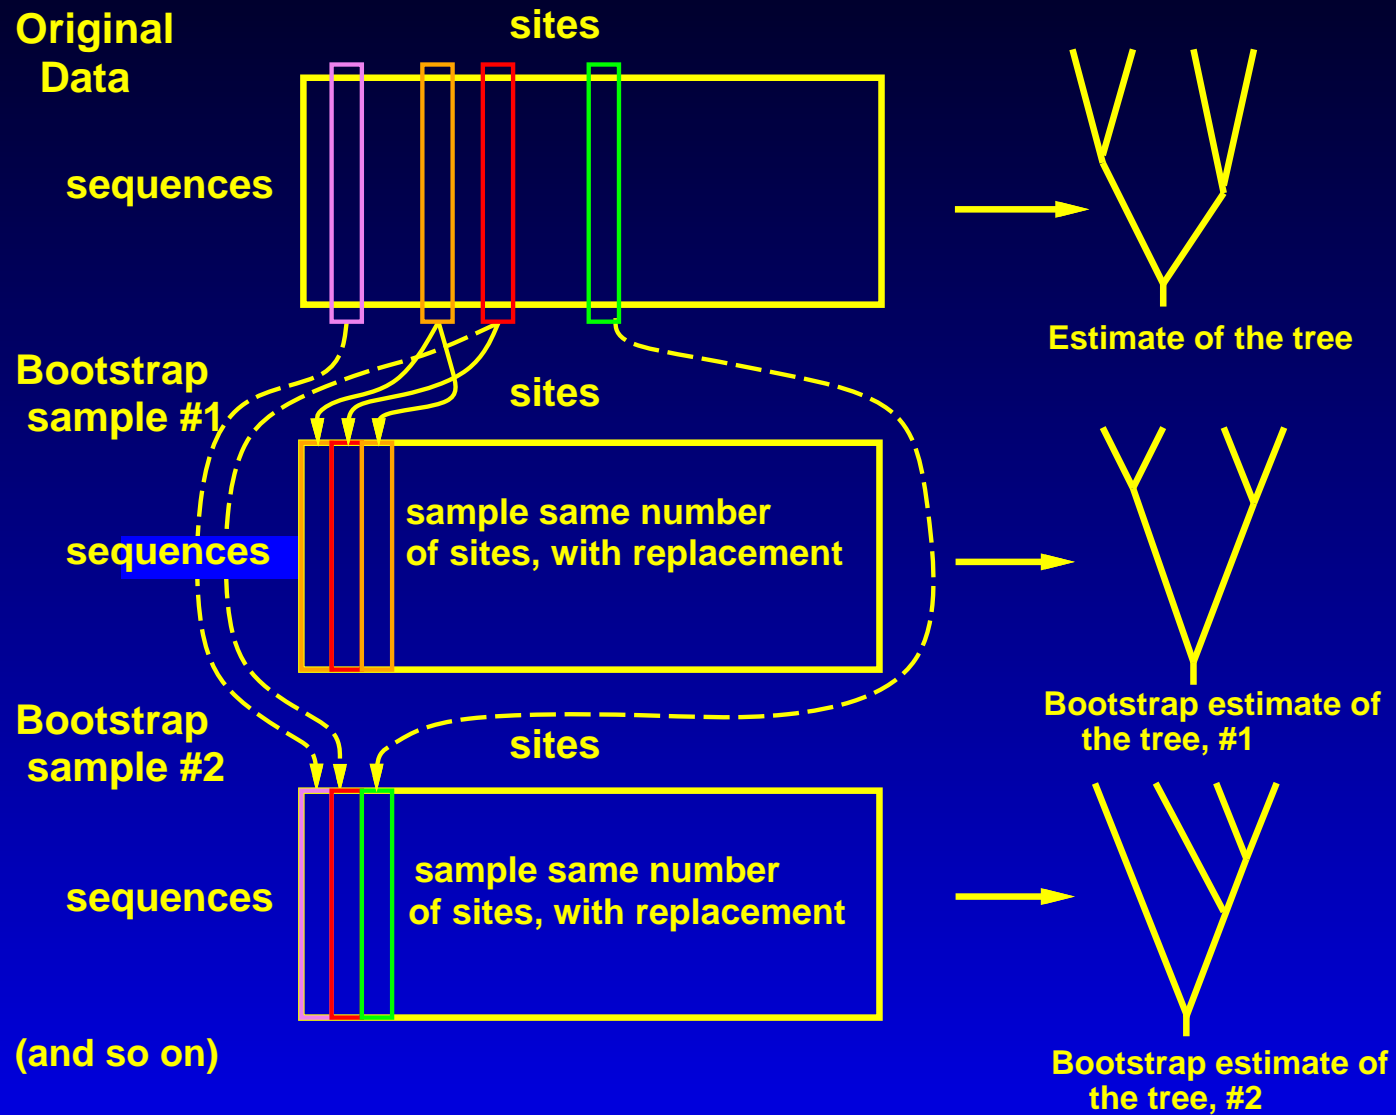 Original
Data
sites
sequences
Estimate of the tree
Bootstrap
sample #1
sites
sequences
sample same number
of sites, with replacement
Bootstrap estimate of
the tree, #1
Bootstrap
sample #2
sites
sequences
sample same number
of sites, with replacement
(and so on)
Bootstrap estimate of
the tree, #2